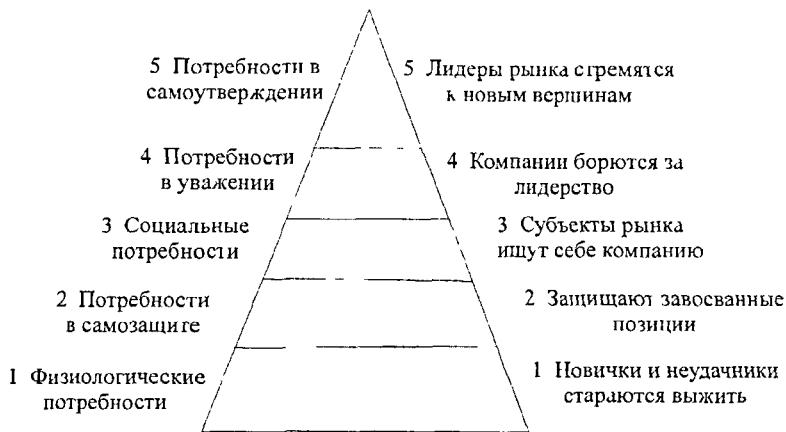 5 Потребности в
самоутверждении
5 Лидеры рынка стремятся
к новым вершинам
4 Потребности
в уважении
4 Компании борются за
лидерство
3 Социальные
потребности
3 Субъекты рынка
ищут себе компанию
2 Потребности
в самозащите
2 Защищают завоеванные
позиции
1 Физиологические
потребности
1 Новички и неудачники
стараются выжить